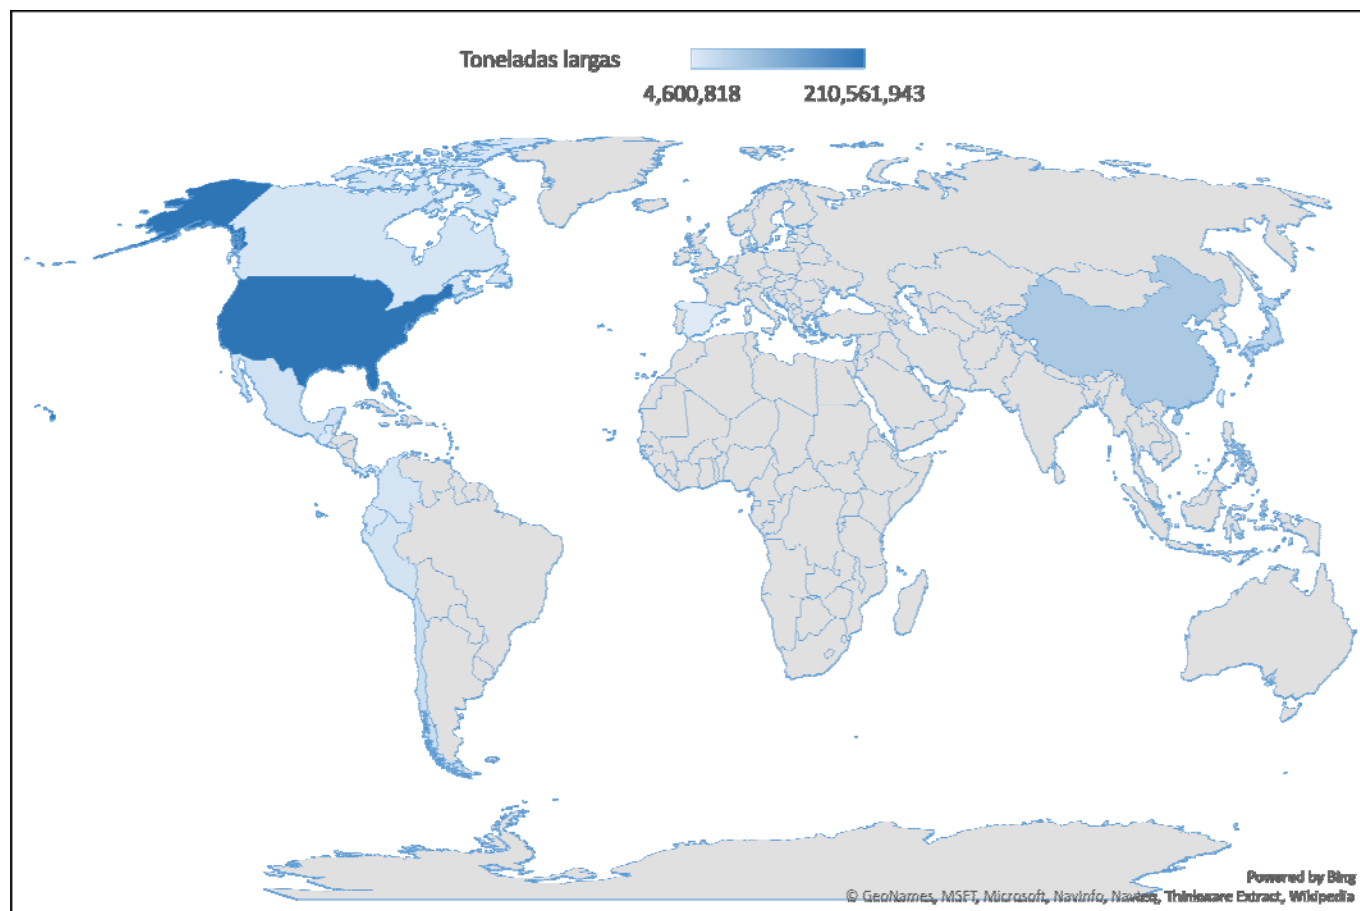 Toneladas largas
4,600,818 210,561,943
Powered by Bing
© GeoNames, MSFT, Microsoft, NavInfo, Navteq, Thinkware Extract, Wikipedia